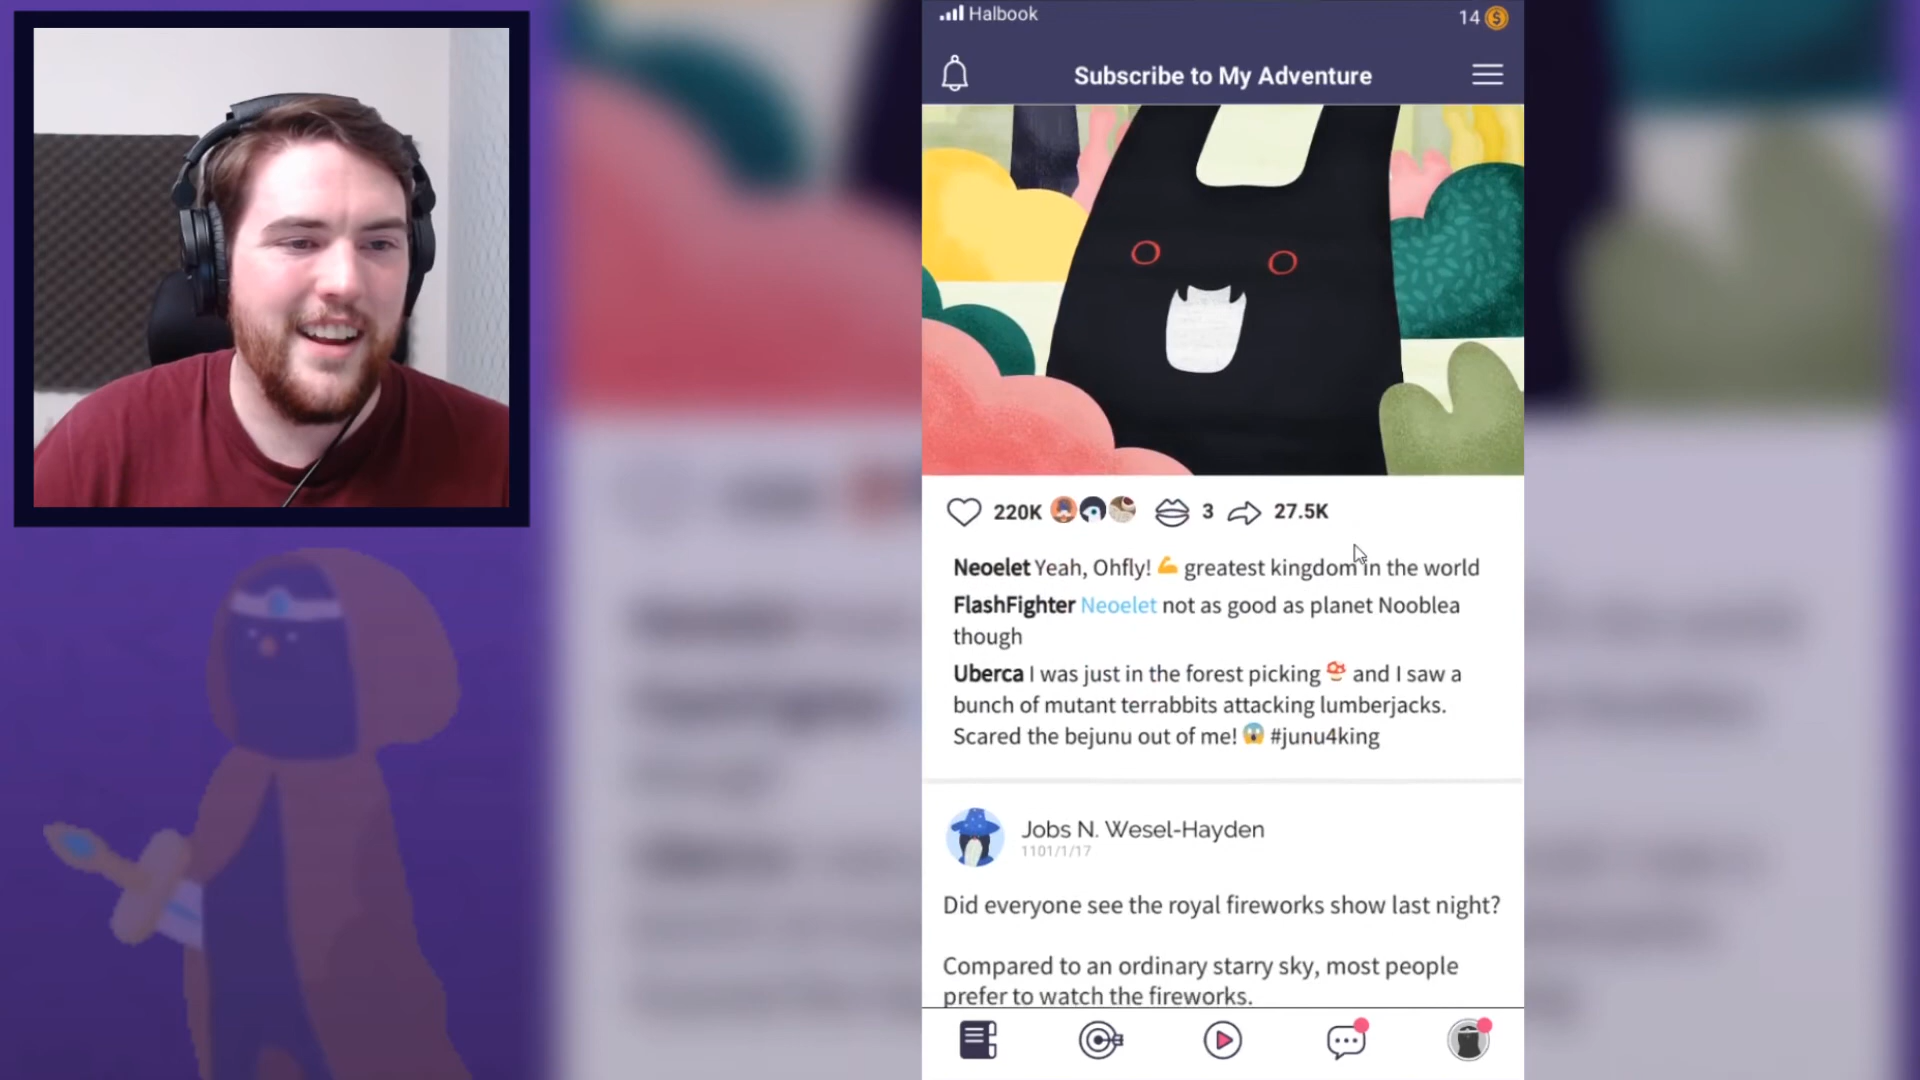 Halbook
14
Subscribe to My Adventure
220K
3
27.5K
Neoelet Yeah, Ohfly! 💪 greatest kingdom in the world
FlashFighter Neoelet not as good as planet Nooblea
though
Uberca I was just in the forest picking 🍄 and I saw a
bunch of mutant terrabbits attacking lumberjacks.
Scared the bejunu out of me! 😱 #junu4king
Jobs N. Wesel-Hayden
1101/1/17
Did everyone see the royal fireworks show last night?
Compared to an ordinary starry sky, most people
prefer to watch the fireworks.